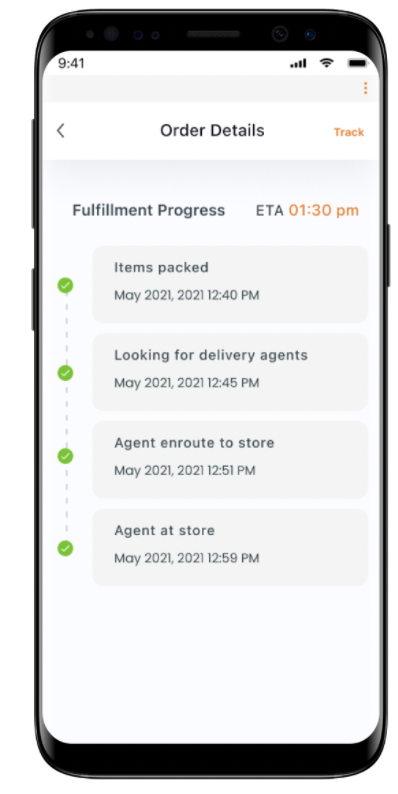 9:41
Order Details
Track
Fulfillment Progress
ETA 01:30 pm
Items packed
May 2021, 2021 12:40 PM
Looking for delivery agents
May 2021, 2021 12:45 PM
Agent enroute to store
May 2021, 2021 12:51 PM
Agent at store
May 2021, 2021 12:59 PM